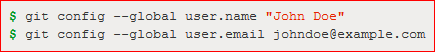 $ git config --global user.name "John Doe"
$ git config --global user.email johndoe@example.com